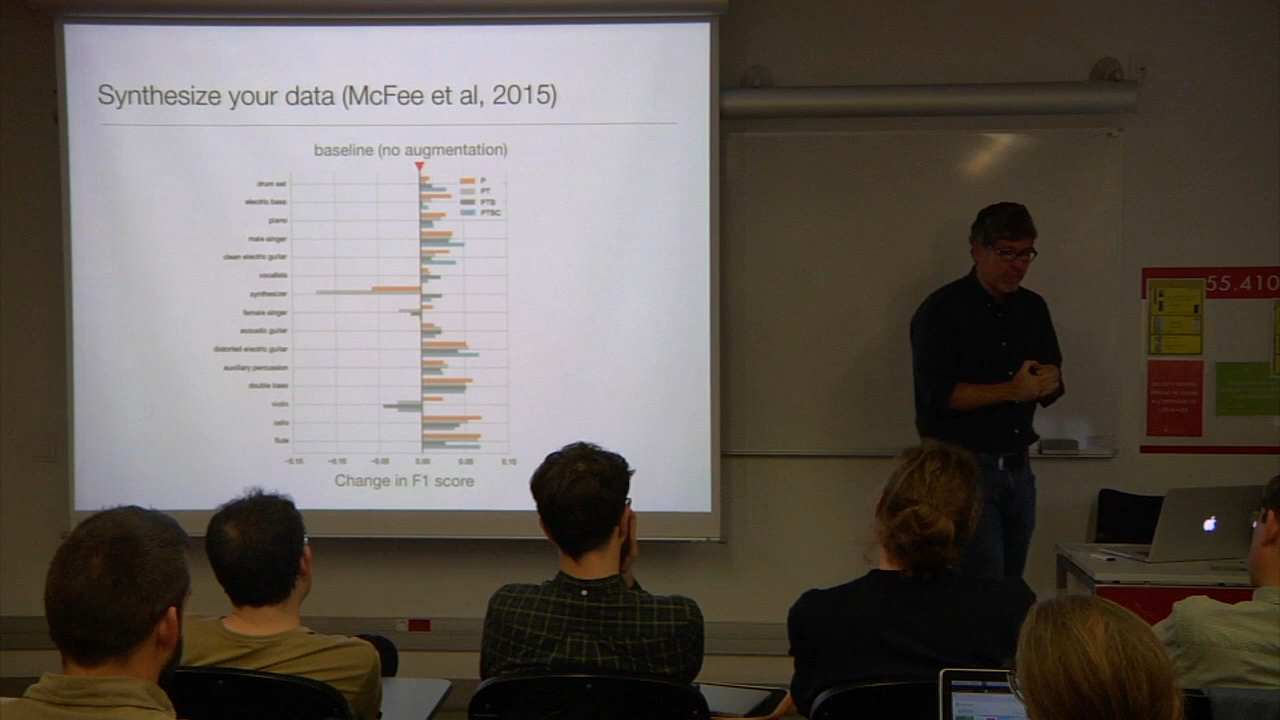 Synthesize your data (McFee et al, 2015)
baseline (no augmentation)
drum set
electric bass
piano
male singer
clean electric guitar
vocalists
synthesizer
female singer
acoustic guitar
distorted electric guitar
auxiliary percussion
double bass
violin
cello
flute
P
PT
PTB
PTBC
-0.15 -0.10 -0.05 0.00 0.05 0.10
Change in F1 score
55.410